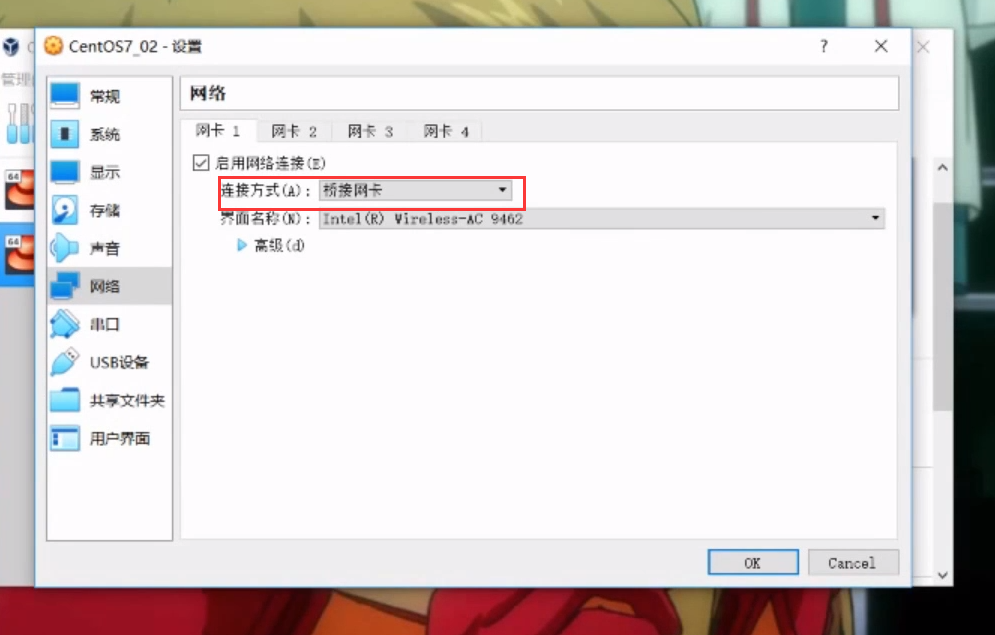 CentOS7_02 - 设置
?
管理
常规
系统
显示
存储
声音
网络
串口
USB设备
共享文件夹
用户界面
网络
网卡 1
网卡 2
网卡 3
网卡 4
启用网络连接(E)
连接方式(A): 桥接网卡
界面名称(N): Intel(R) Wireless-AC 9462
高级(d)
OK
Cancel
64
64